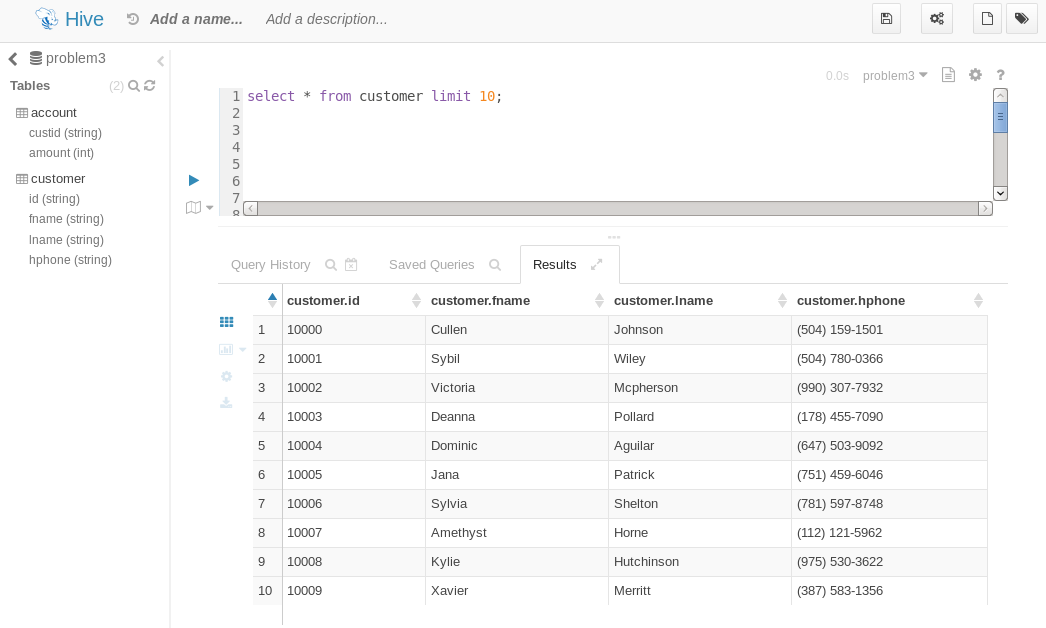 Hive Add a name... Add a description...
problem3
Tables (2)
account
custid (string)
amount (int)
customer
id (string)
fname (string)
lname (string)
hphone (string)
0.0s problem3 ?
1 select * from customer limit 10;
2
3
4
5
6
7
8
Query History Saved Queries Results
customer.id customer.fname customer.lname customer.hphone
1 10000 Cullen Johnson (504) 159-1501
2 10001 Sybil Wiley (504) 780-0366
3 10002 Victoria Mcpherson (990) 307-7932
4 10003 Deanna Pollard (178) 455-7090
5 10004 Dominic Aguilar (647) 503-9092
6 10005 Jana Patrick (751) 459-6046
7 10006 Sylvia Shelton (781) 597-8748
8 10007 Amethyst Horne (112) 121-5962
9 10008 Kylie Hutchinson (975) 530-3622
10 10009 Xavier Merritt (387) 583-1356